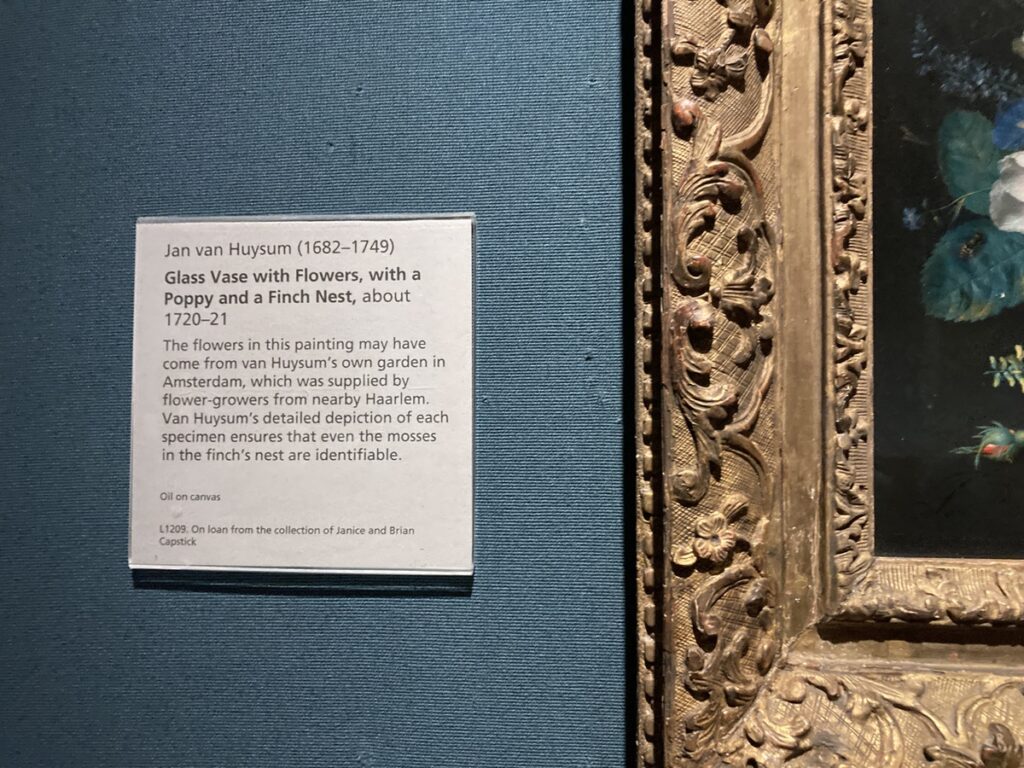 Jan van Huysum (1682–1749)
Glass Vase with Flowers, with a
Poppy and a Finch Nest, about
1720–21
The flowers in this painting may have
come from van Huysum's own garden in
Amsterdam, which was supplied by
flower-growers from nearby Haarlem.
Van Huysum's detailed depiction of each
specimen ensures that even the mosses
in the finch's nest are identifiable.
Oil on canvas
L1209. On loan from the collection of Janice and Brian
Capstick